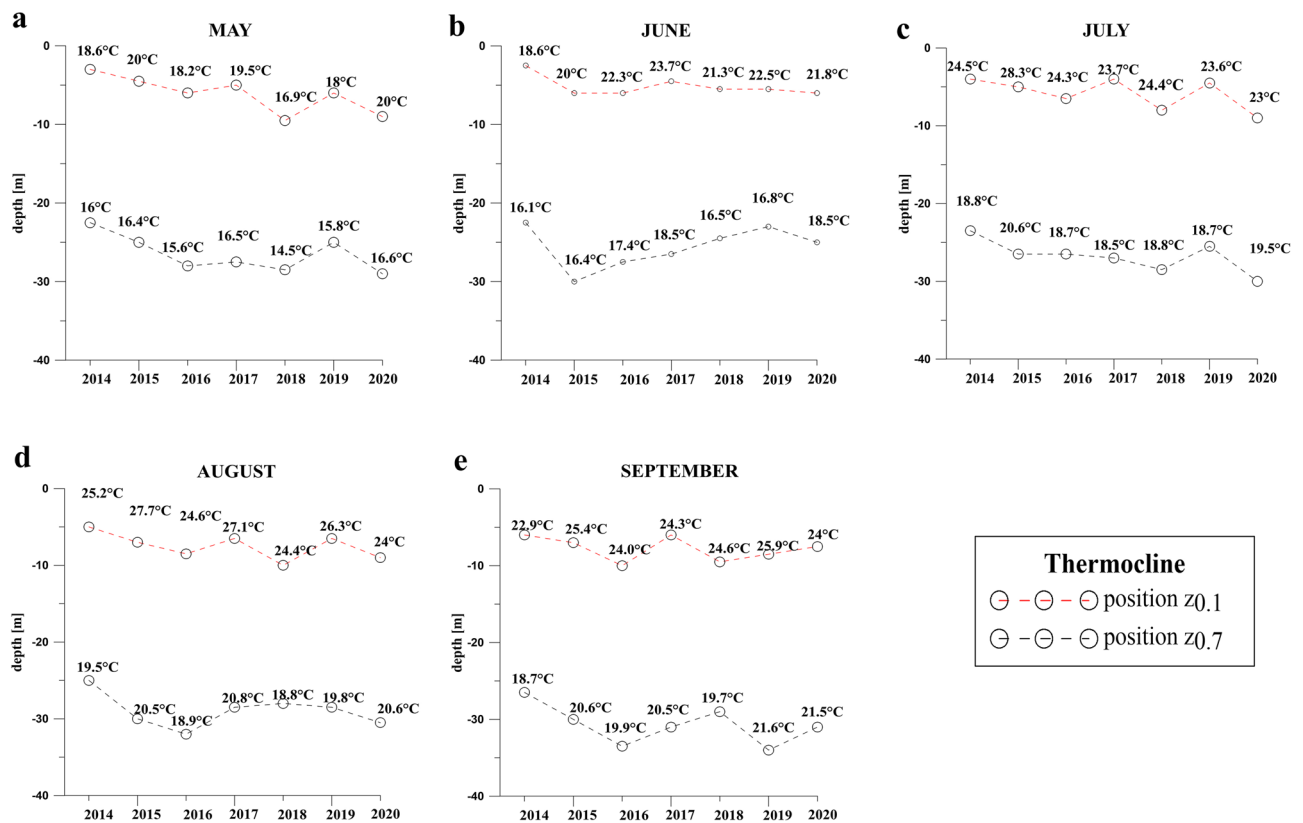 a
MAY
0
-10
-20
-30
-40
depth [m]
18.6°C 20°C 18.2°C 19.5°C 16.9°C 18°C 20°C
16°C 16.4°C 15.6°C 16.5°C 14.5°C 15.8°C 16.6°C
2014 2015 2016 2017 2018 2019 2020
b
JUNE
0
-10
-20
-30
-40
depth [m]
18.6°C 20°C 22.3°C 23.7°C 21.3°C 22.5°C 21.8°C
16.1°C 16.4°C 17.4°C 18.5°C 16.5°C 16.8°C 18.5°C
2014 2015 2016 2017 2018 2019 2020
c
JULY
0
-10
-20
-30
-40
depth [m]
24.5°C 28.3°C 24.3°C 23.7°C 24.4°C 23.6°C 23°C
18.8°C 20.6°C 18.7°C 18.5°C 18.8°C 18.7°C 19.5°C
2014 2015 2016 2017 2018 2019 2020
d
AUGUST
0
-10
-20
-30
-40
depth [m]
25.2°C 27.7°C 24.6°C 27.1°C 24.4°C 26.3°C 24°C
19.5°C 20.5°C 18.9°C 20.8°C 18.8°C 19.8°C 20.6°C
2014 2015 2016 2017 2018 2019 2020
e
SEPTEMBER
0
-10
-20
-30
-40
depth [m]
22.9°C 25.4°C 24.0°C 24.3°C 24.6°C 25.9°C 24°C
18.7°C 20.6°C 19.9°C 20.5°C 19.7°C 21.6°C 21.5°C
2014 2015 2016 2017 2018 2019 2020
Thermocline
position z0.1
position z0.7